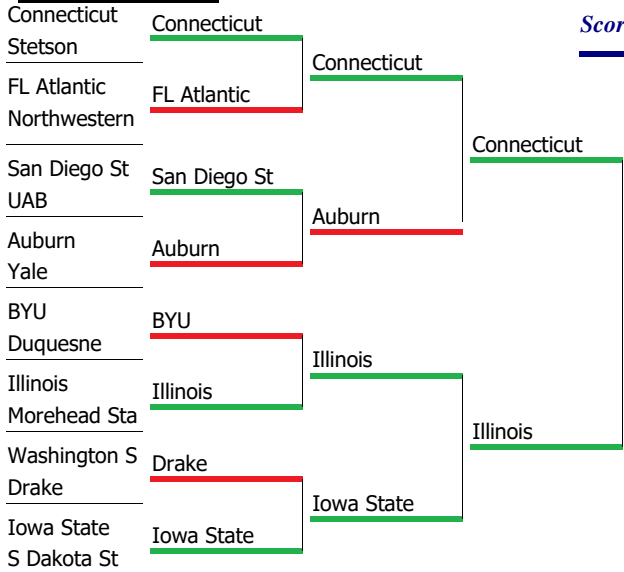 Connecticut
Stetson
FL Atlantic
Northwestern
San Diego St
UAB
Auburn
Yale
BYU
Duquesne
Illinois
Morehead Sta
Washington S
Drake
Iowa State
S Dakota St
Connecticut
FL Atlantic
San Diego St
Auburn
BYU
Illinois
Drake
Iowa State
Connecticut
Auburn
Illinois
Iowa State
Connecticut
Illinois
Scor